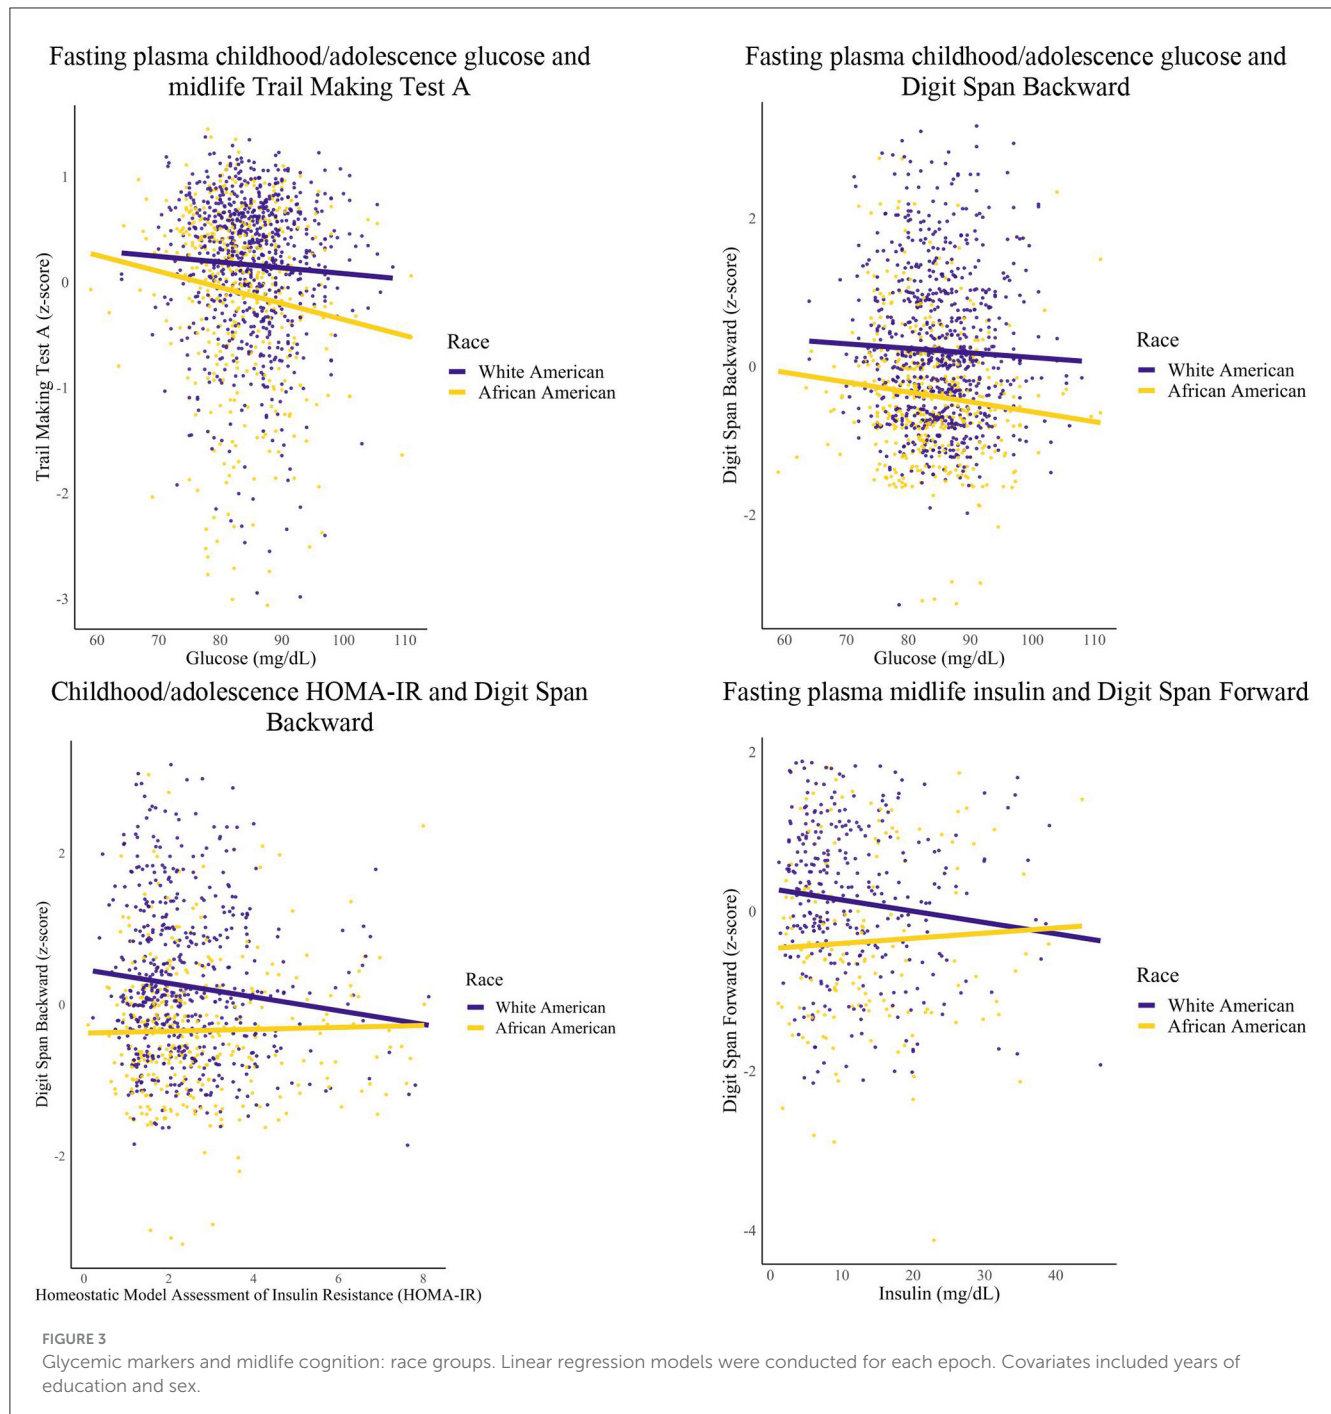 Fasting plasma childhood/adolescence glucose and
midlife Trail Making Test A
Trail Making Test A (z-score)
1
0
-1
-2
-3
60 70 80 90 100 110
Glucose (mg/dL)
Race
White American
African American
Fasting plasma childhood/adolescence glucose and
Digit Span Backward
Digit Span Backward (z-score)
2
0
-2
60 70 80 90 100 110
Glucose (mg/dL)
Race
White American
African American
Childhood/adolescence HOMA-IR and Digit Span
Backward
Digit Span Backward (z-score)
2
0
-2
0 2 4 6 8
Homeostatic Model Assessment of Insulin Resistance (HOMA-IR)
Race
White American
African American
Fasting plasma midlife insulin and Digit Span Forward
Digit Span Forward (z-score)
2
0
-2
-4
0 10 20 30 40
Insulin (mg/dL)
Race
White American
African American
FIGURE 3
Glycemic markers and midlife cognition: race groups. Linear regression models were conducted for each epoch. Covariates included years of
education and sex.